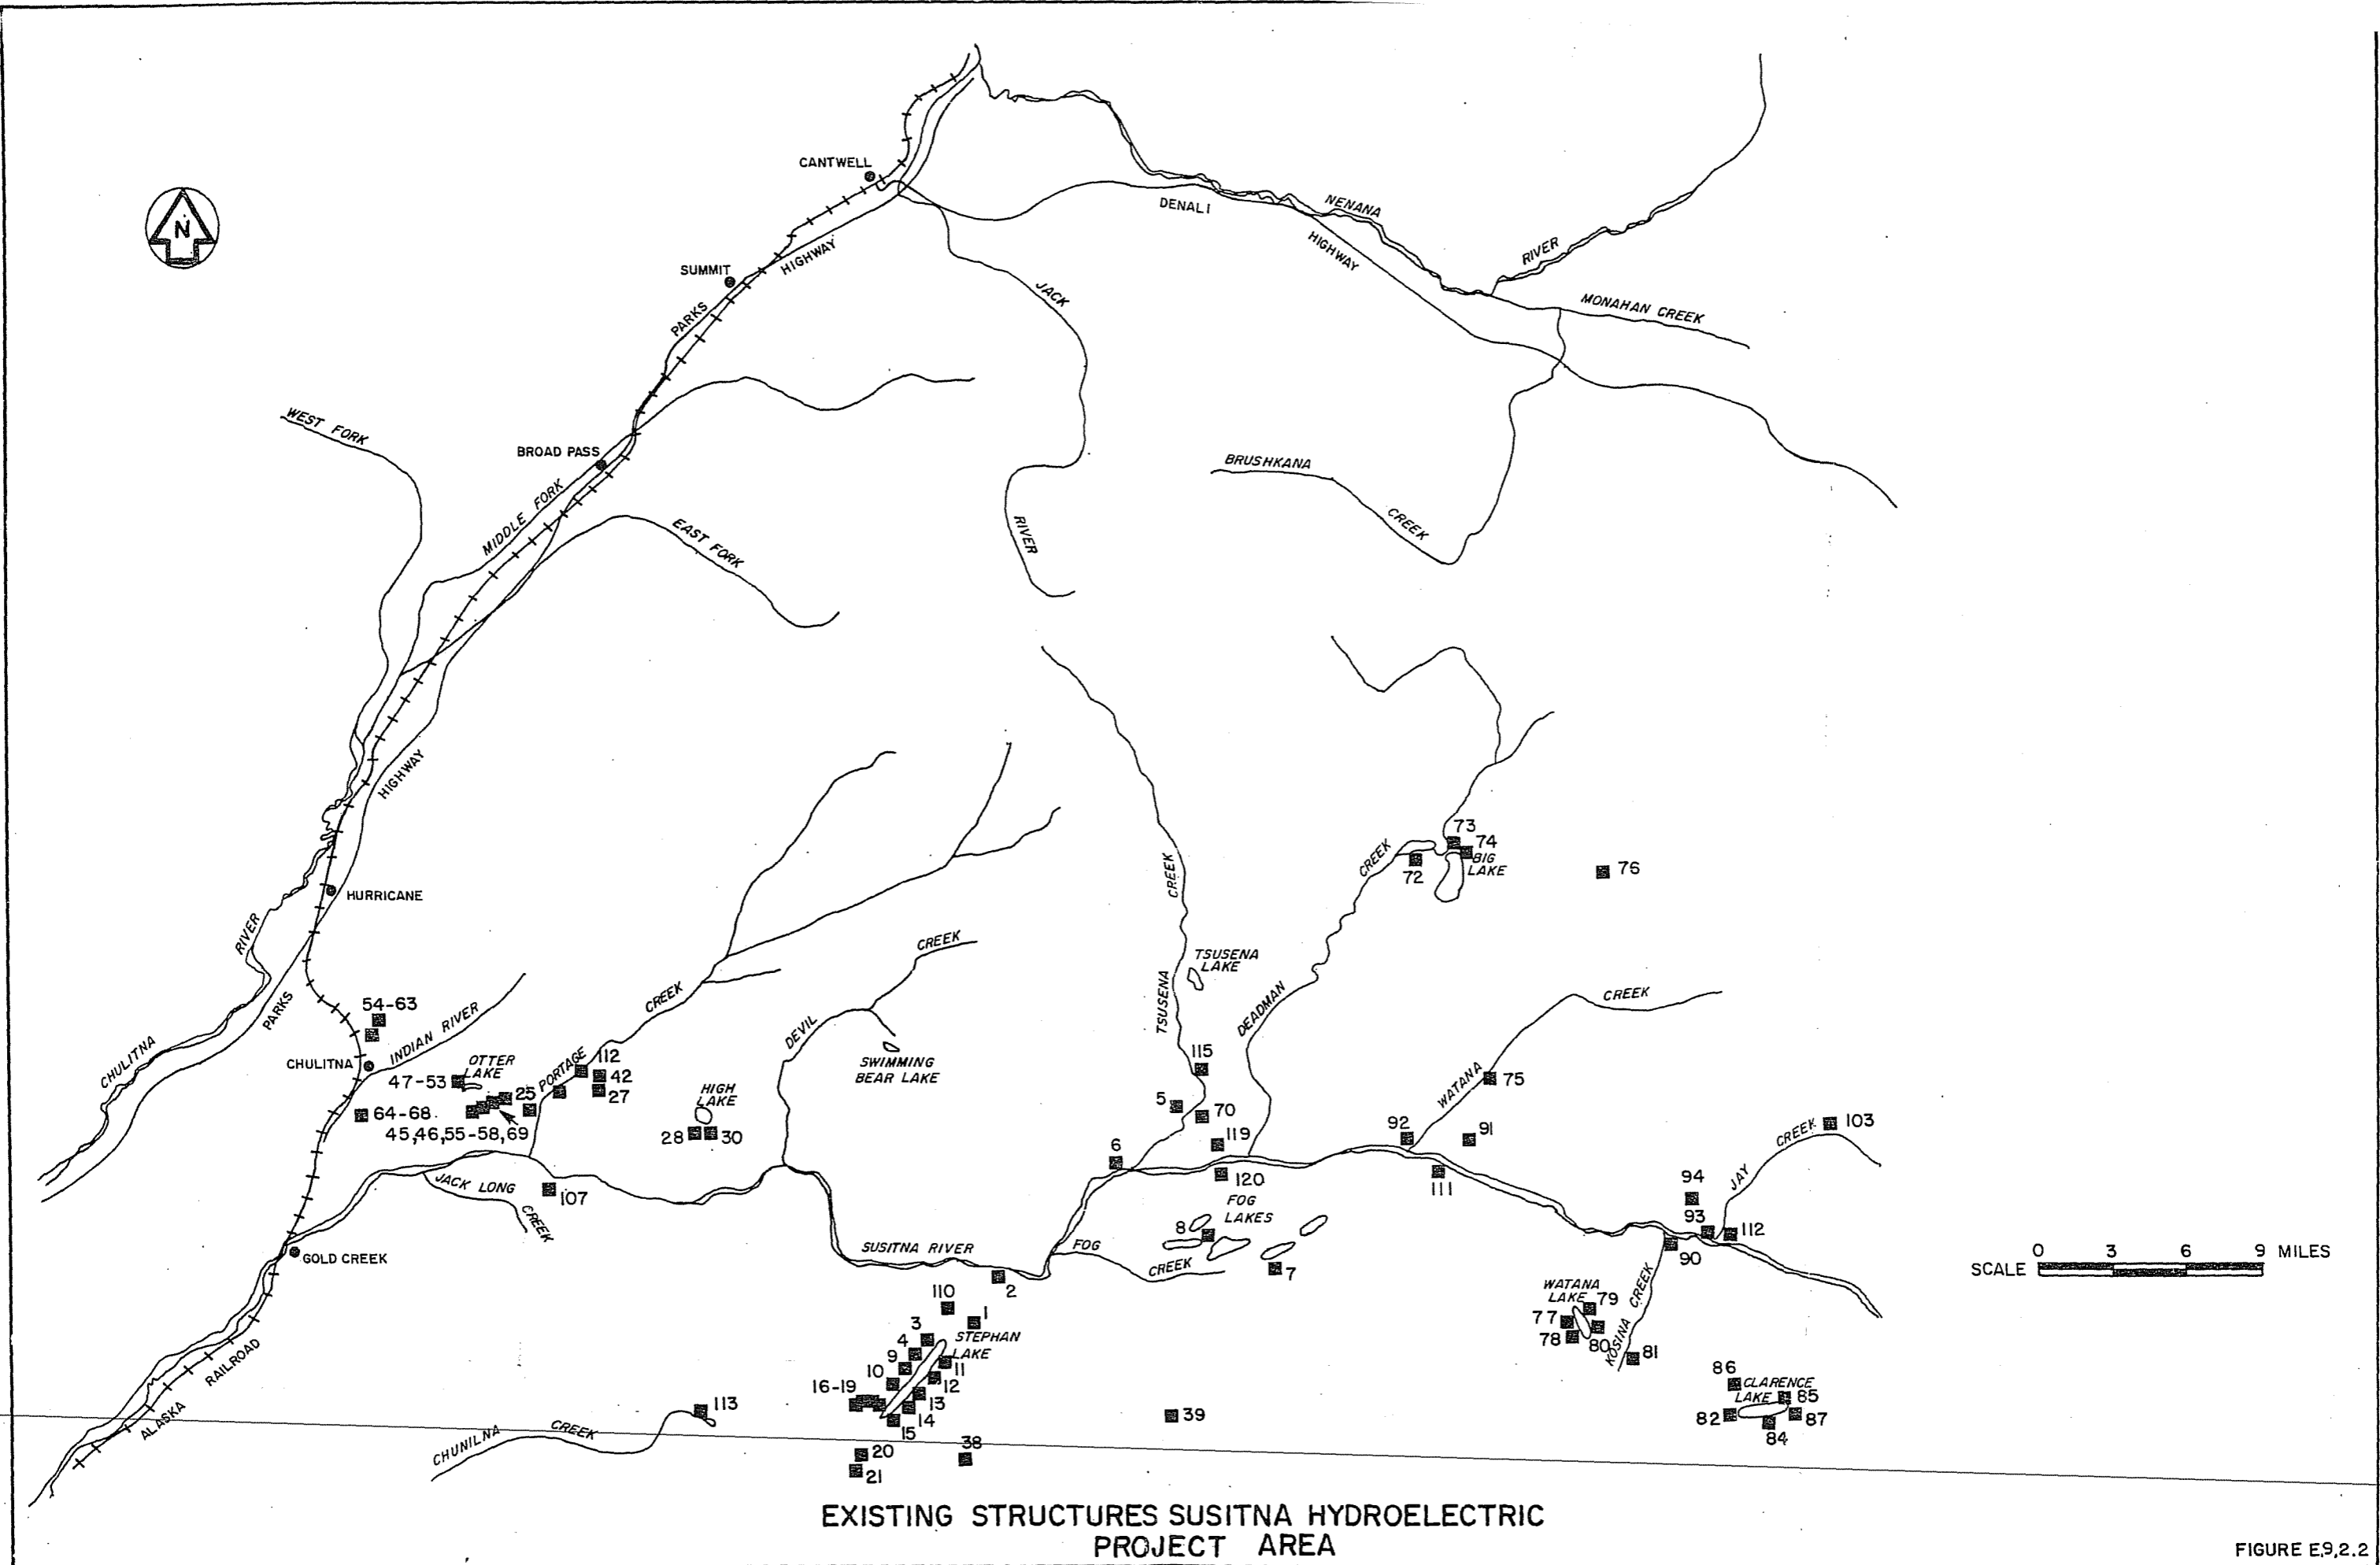 CANTWELL
N
DENALI
NENANA
HIGHWAY
HIGHWAY
RIVER
SUMMIT
JACK
MONAHAN CREEK
PARKS
WEST FORK
BROAD PASS
BRUSHKANA
MIDDLE FORK
EAST FORK
CREEK
RIVER
HIGHWAY
73
74
CREEK
BIG
LAKE
72
76
CREEK
HURRICANE
RIVER
CREEK
TSUSENA
LAKE
TSUSENA
DEADMAN
CREEK
54-63
PARKS
CREEK
INDIAN RIVER
DEVIL
CHULITNA
CHULITNA
OTTER
LAKE
47-53
PORTAGE
112
42
27
25
SWIMMING
BEAR LAKE
115
HIGH
LAKE
WATANA
75
5
70
64-68
45,46,55-58,69
28
30
119
92
91
CREEK
103
6
120
111
JACK LONG
CREEK
107
FOG
LAKES
8
94
JAY
93
112
90
GOLD CREEK
SUSITNA RIVER
FOG
CREEK
7
0 3 6 9 MILES
SCALE
2
110
1
WATANA
LAKE
79
77
78
80
KOSINA CREEK
81
3
STEPHAN
LAKE
4
9
10
11
12
13
14
15
16-19
RAILROAD
ALASKA
86
CLARENCE
LAKE
85
82
87
84
113
39
CHUNILNA CREEK
38
20
21
EXISTING STRUCTURES SUSITNA HYDROELECTRIC
PROJECT AREA
FIGURE E.9.2.2